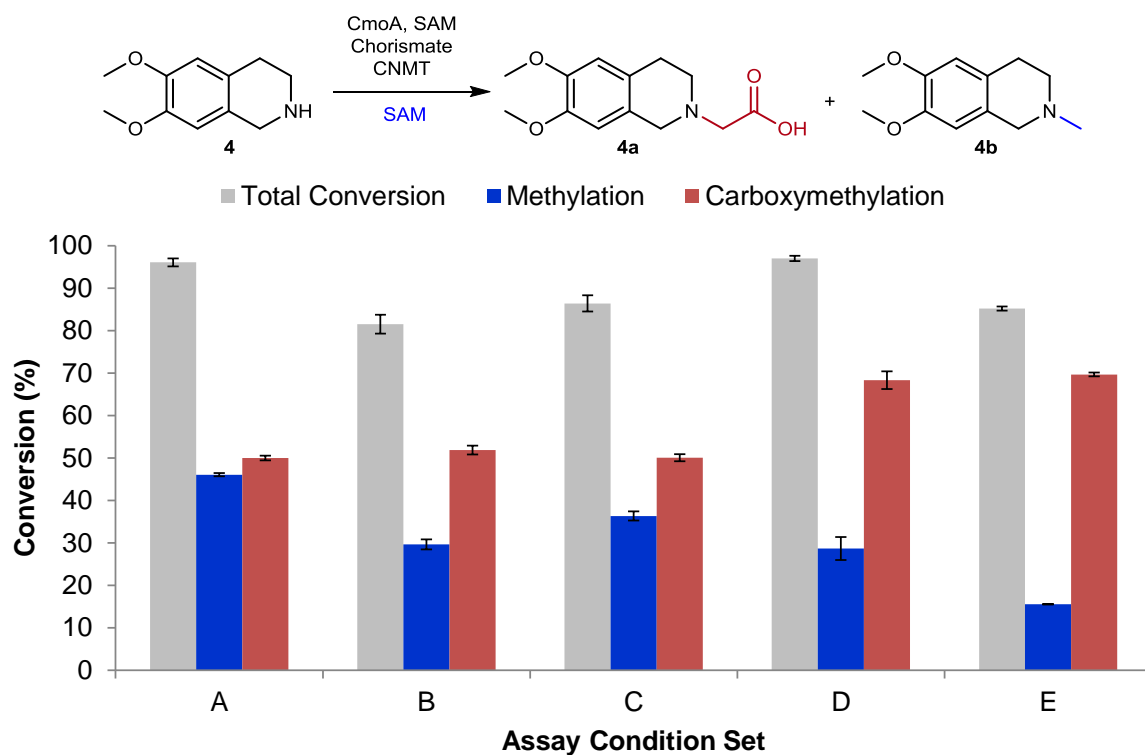 CmoA, SAM
Chorismate
CNMT
SAM
O
O
NH
4
O
O
N
O
OH
4a
+
O
O
N
4b
Total Conversion Methylation Carboxymethylation
Conversion (%)
100
90
80
70
60
50
40
30
20
10
0
A B C D E
Assay Condition Set